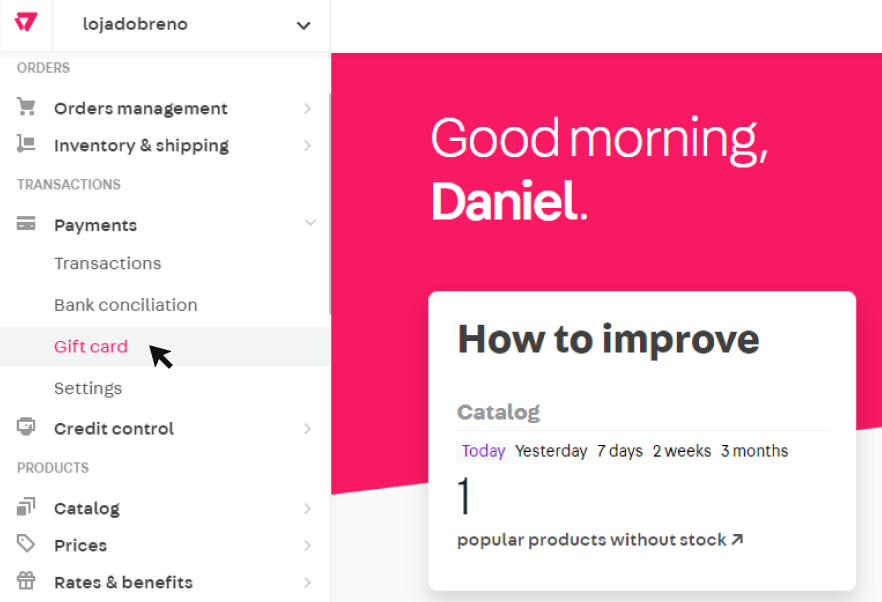 lojadobreno
ORDERS
Orders management
Inventory & shipping
TRANSACTIONS
Payments
Transactions
Bank conciliation
Gift card
Settings
Credit control
PRODUCTS
Catalog
Prices
Rates & benefits
Good morning,
Daniel.
How to improve
Catalog
Today Yesterday 7 days 2 weeks 3 months
1
popular products without stock